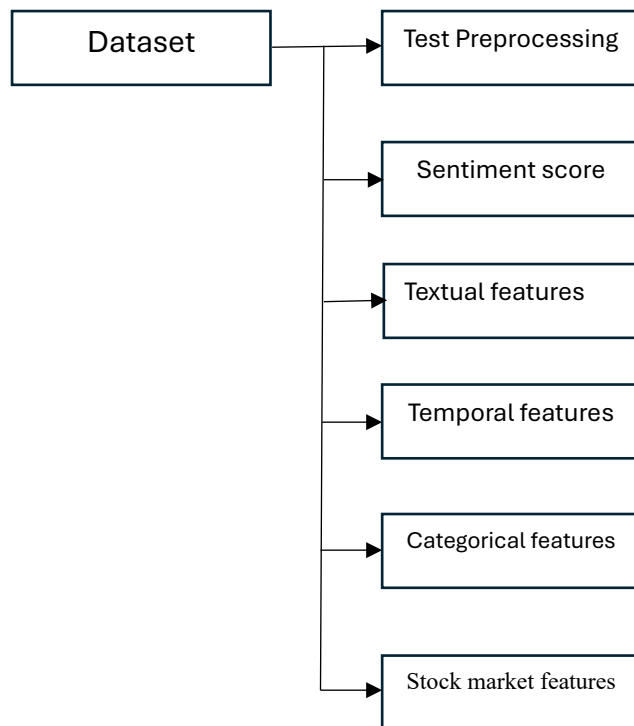 Dataset
Test Preprocessing
Sentiment score
Textual features
Temporal features
Categorical features
Stock market features